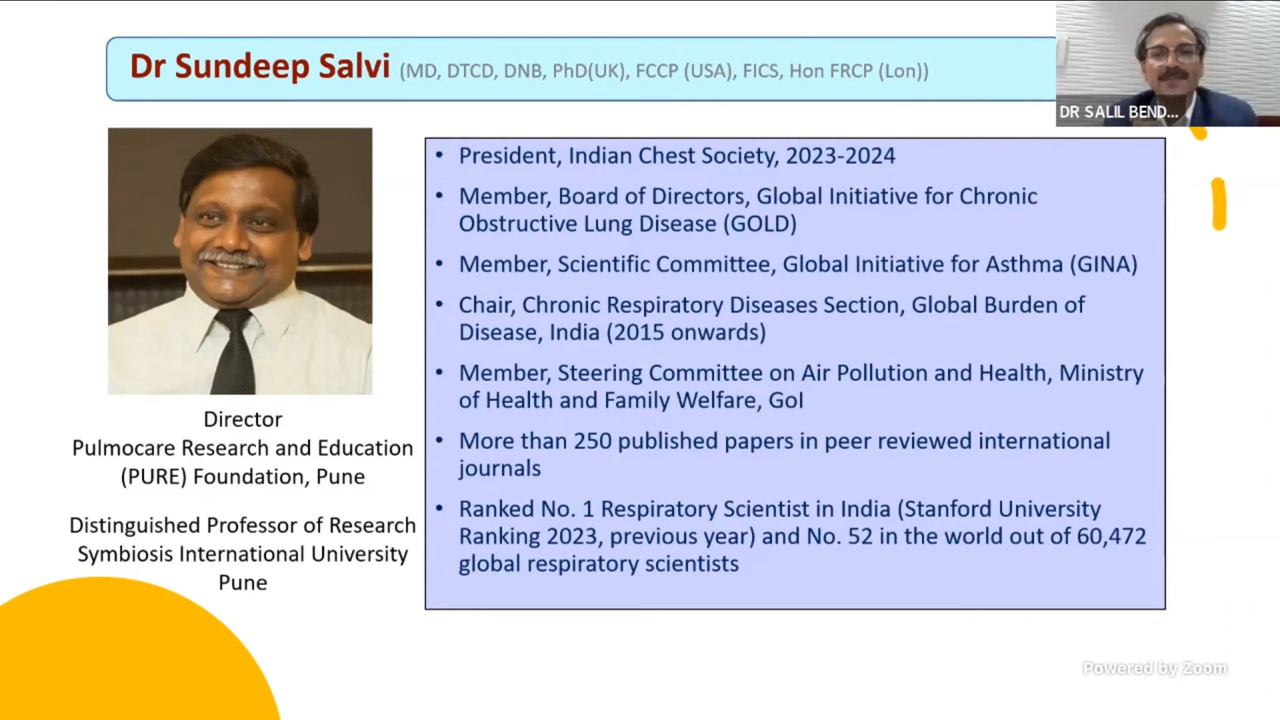 Dr Sundeep Salvi (MD, DTCD, DNB, PhD(UK), FCCP (USA), FICS, Hon FRCP (Lon))
DR SALIL BEND...
Director
Pulmocare Research and Education
(PURE) Foundation, Pune
Distinguished Professor of Research
Symbiosis International University
Pune
• President, Indian Chest Society, 2023-2024
• Member, Board of Directors, Global Initiative for Chronic
Obstructive Lung Disease (GOLD)
• Member, Scientific Committee, Global Initiative for Asthma (GINA)
• Chair, Chronic Respiratory Diseases Section, Global Burden of
Disease, India (2015 onwards)
• Member, Steering Committee on Air Pollution and Health, Ministry
of Health and Family Welfare, GoI
• More than 250 published papers in peer reviewed international
journals
• Ranked No. 1 Respiratory Scientist in India (Stanford University
Ranking 2023, previous year) and No. 52 in the world out of 60,472
global respiratory scientists
Powered by Zoom